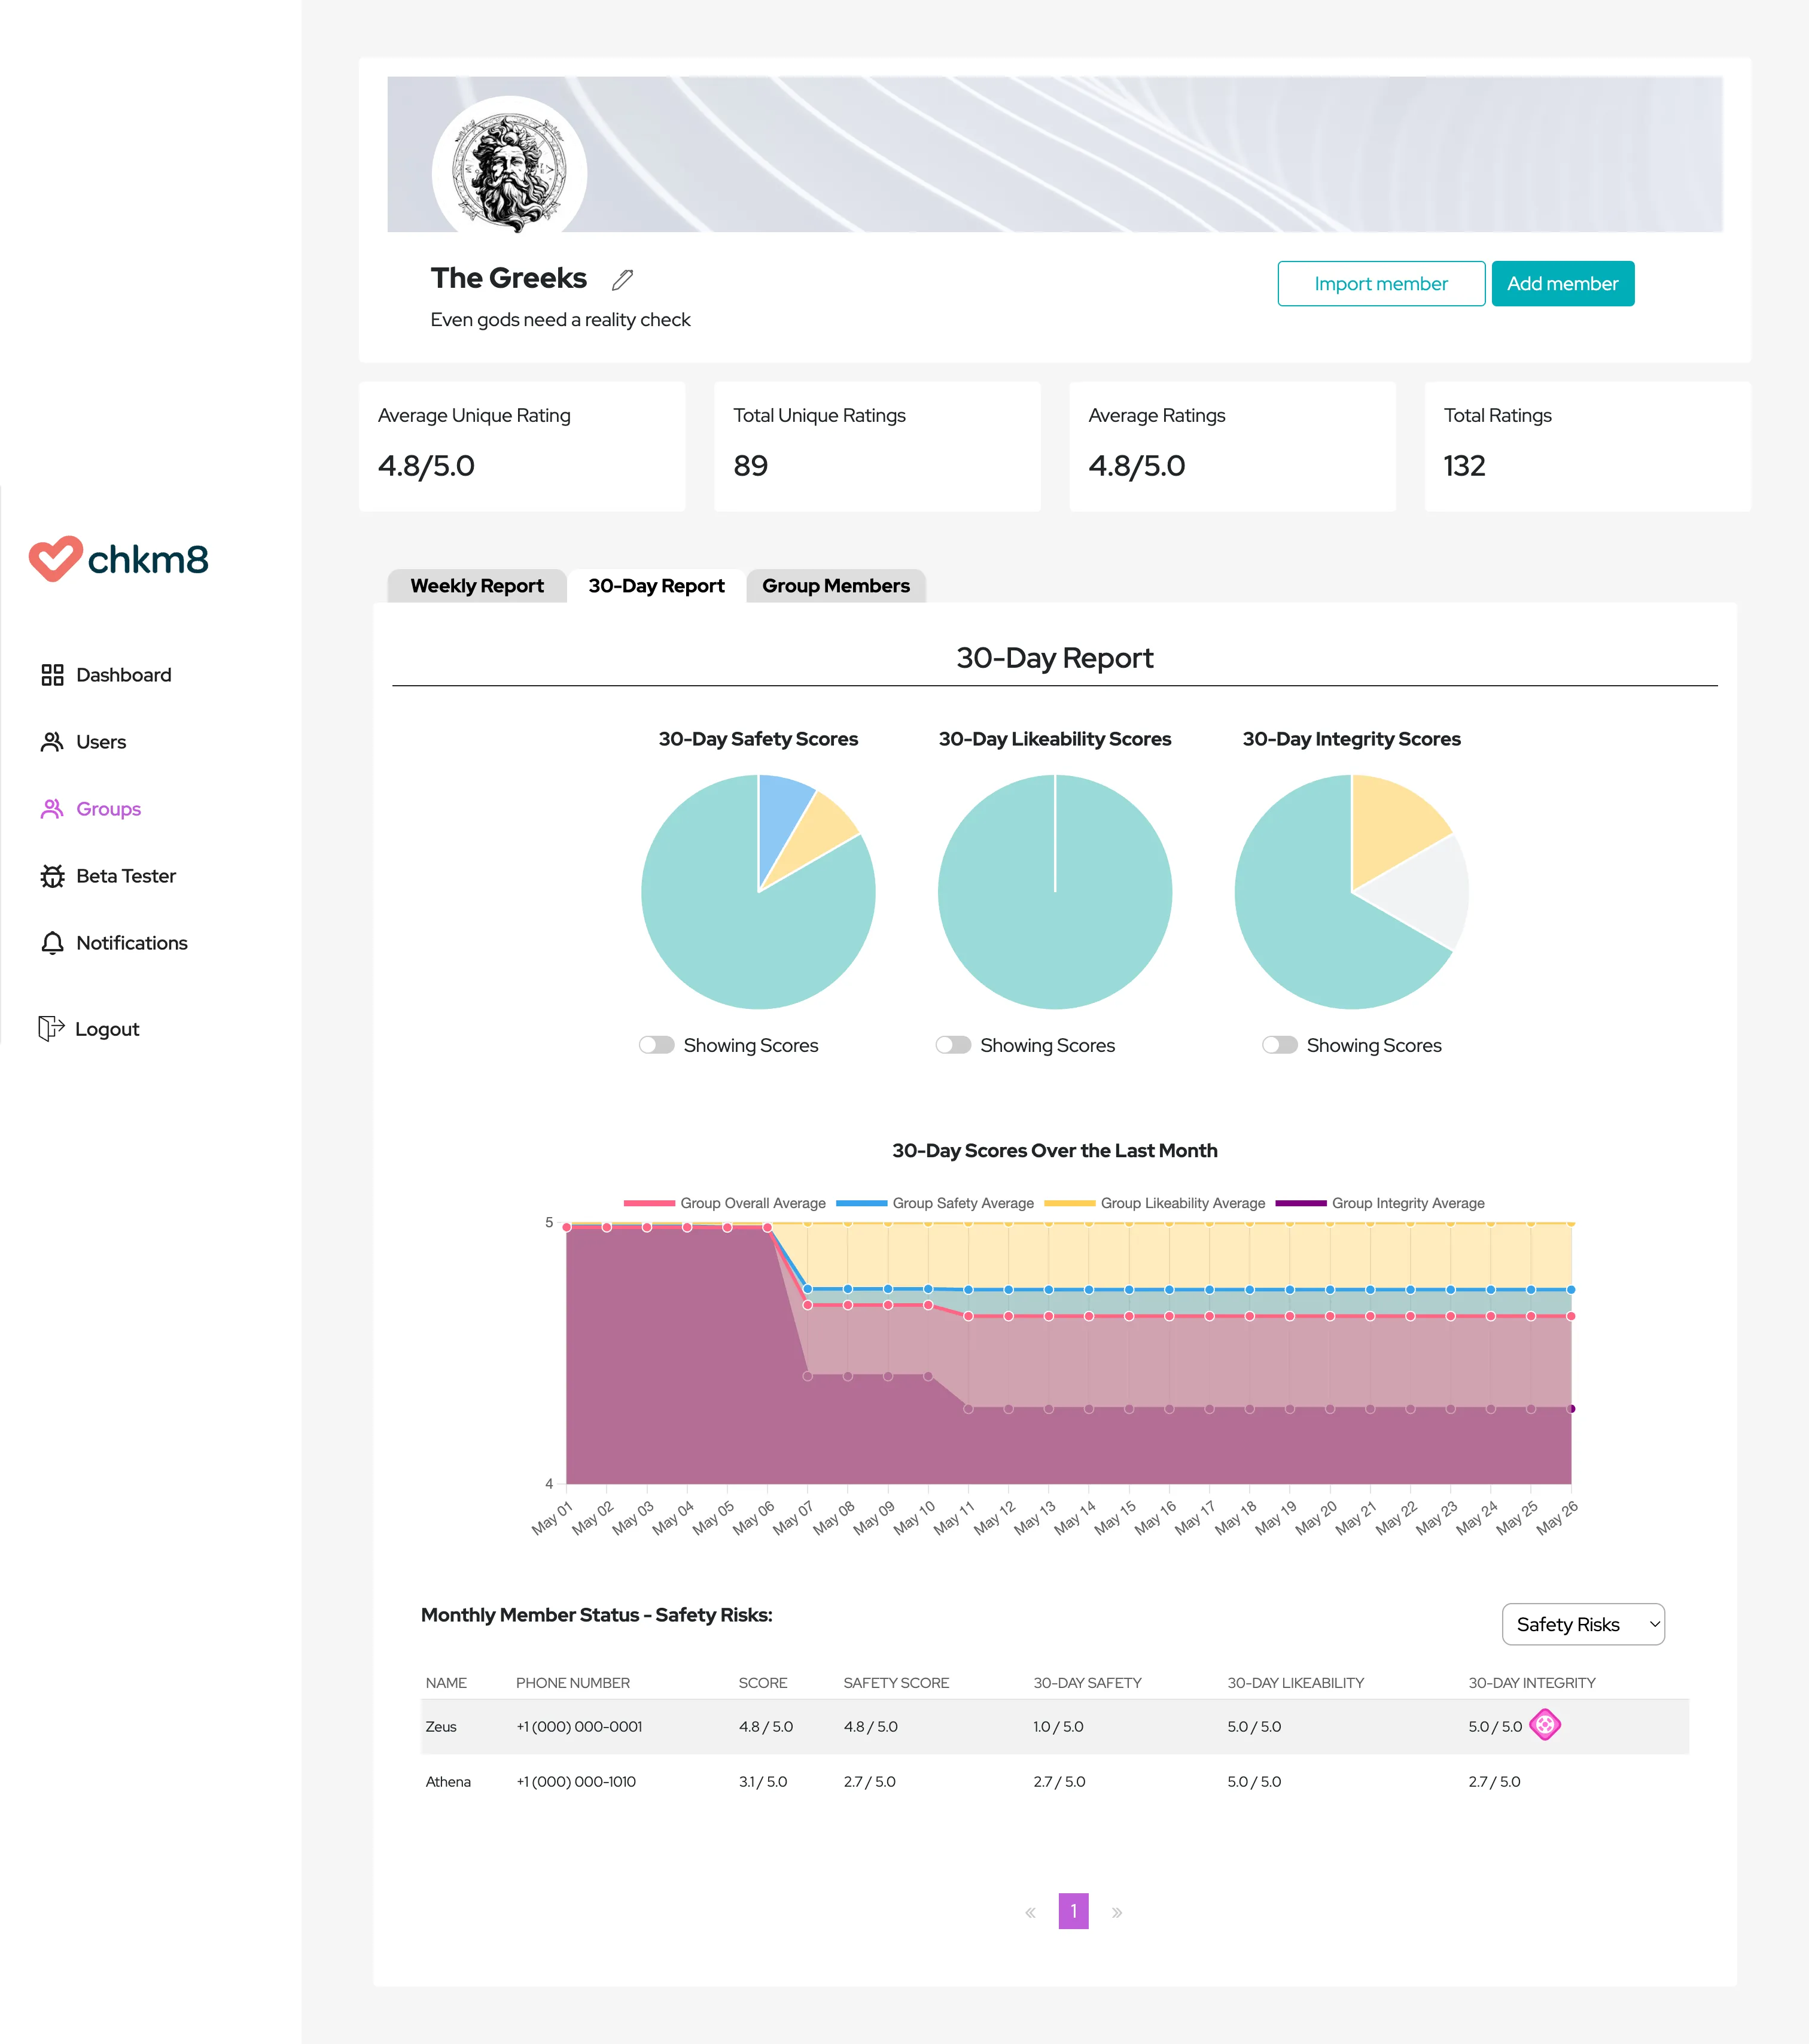 The Greeks
Even gods need a reality check
Import member
Add member
Average Unique Rating
4.8/5.0
Total Unique Ratings
89
Average Ratings
4.8/5.0
Total Ratings
132
chkm8
Dashboard
Users
Groups
Beta Tester
Notifications
Logout
Weekly Report
30-Day Report
Group Members
30-Day Report
30-Day Safety Scores
30-Day Likeability Scores
30-Day Integrity Scores
Showing Scores
Showing Scores
Showing Scores
30-Day Scores Over the Last Month
Group Overall Average
Group Safety Average
Group Likeability Average
Group Integrity Average
5
4
May 01
May 02
May 03
May 04
May 05
May 06
May 07
May 08
May 09
May 10
May 11
May 12
May 13
May 14
May 15
May 16
May 17
May 18
May 19
May 20
May 21
May 22
May 23
May 24
May 25
May 26
Monthly Member Status - Safety Risks:
Safety Risks
NAME PHONE NUMBER SCORE SAFETY SCORE 30-DAY SAFETY 30-DAY LIKEABILITY 30-DAY INTEGRITY
Zeus +1 (000) 000-0001 4.8 / 5.0 4.8 / 5.0 1.0 / 5.0 5.0 / 5.0 5.0 / 5.0
Athena +1 (000) 000-1010 3.1 / 5.0 2.7 / 5.0 2.7 / 5.0 5.0 / 5.0 2.7 / 5.0
« 1 »